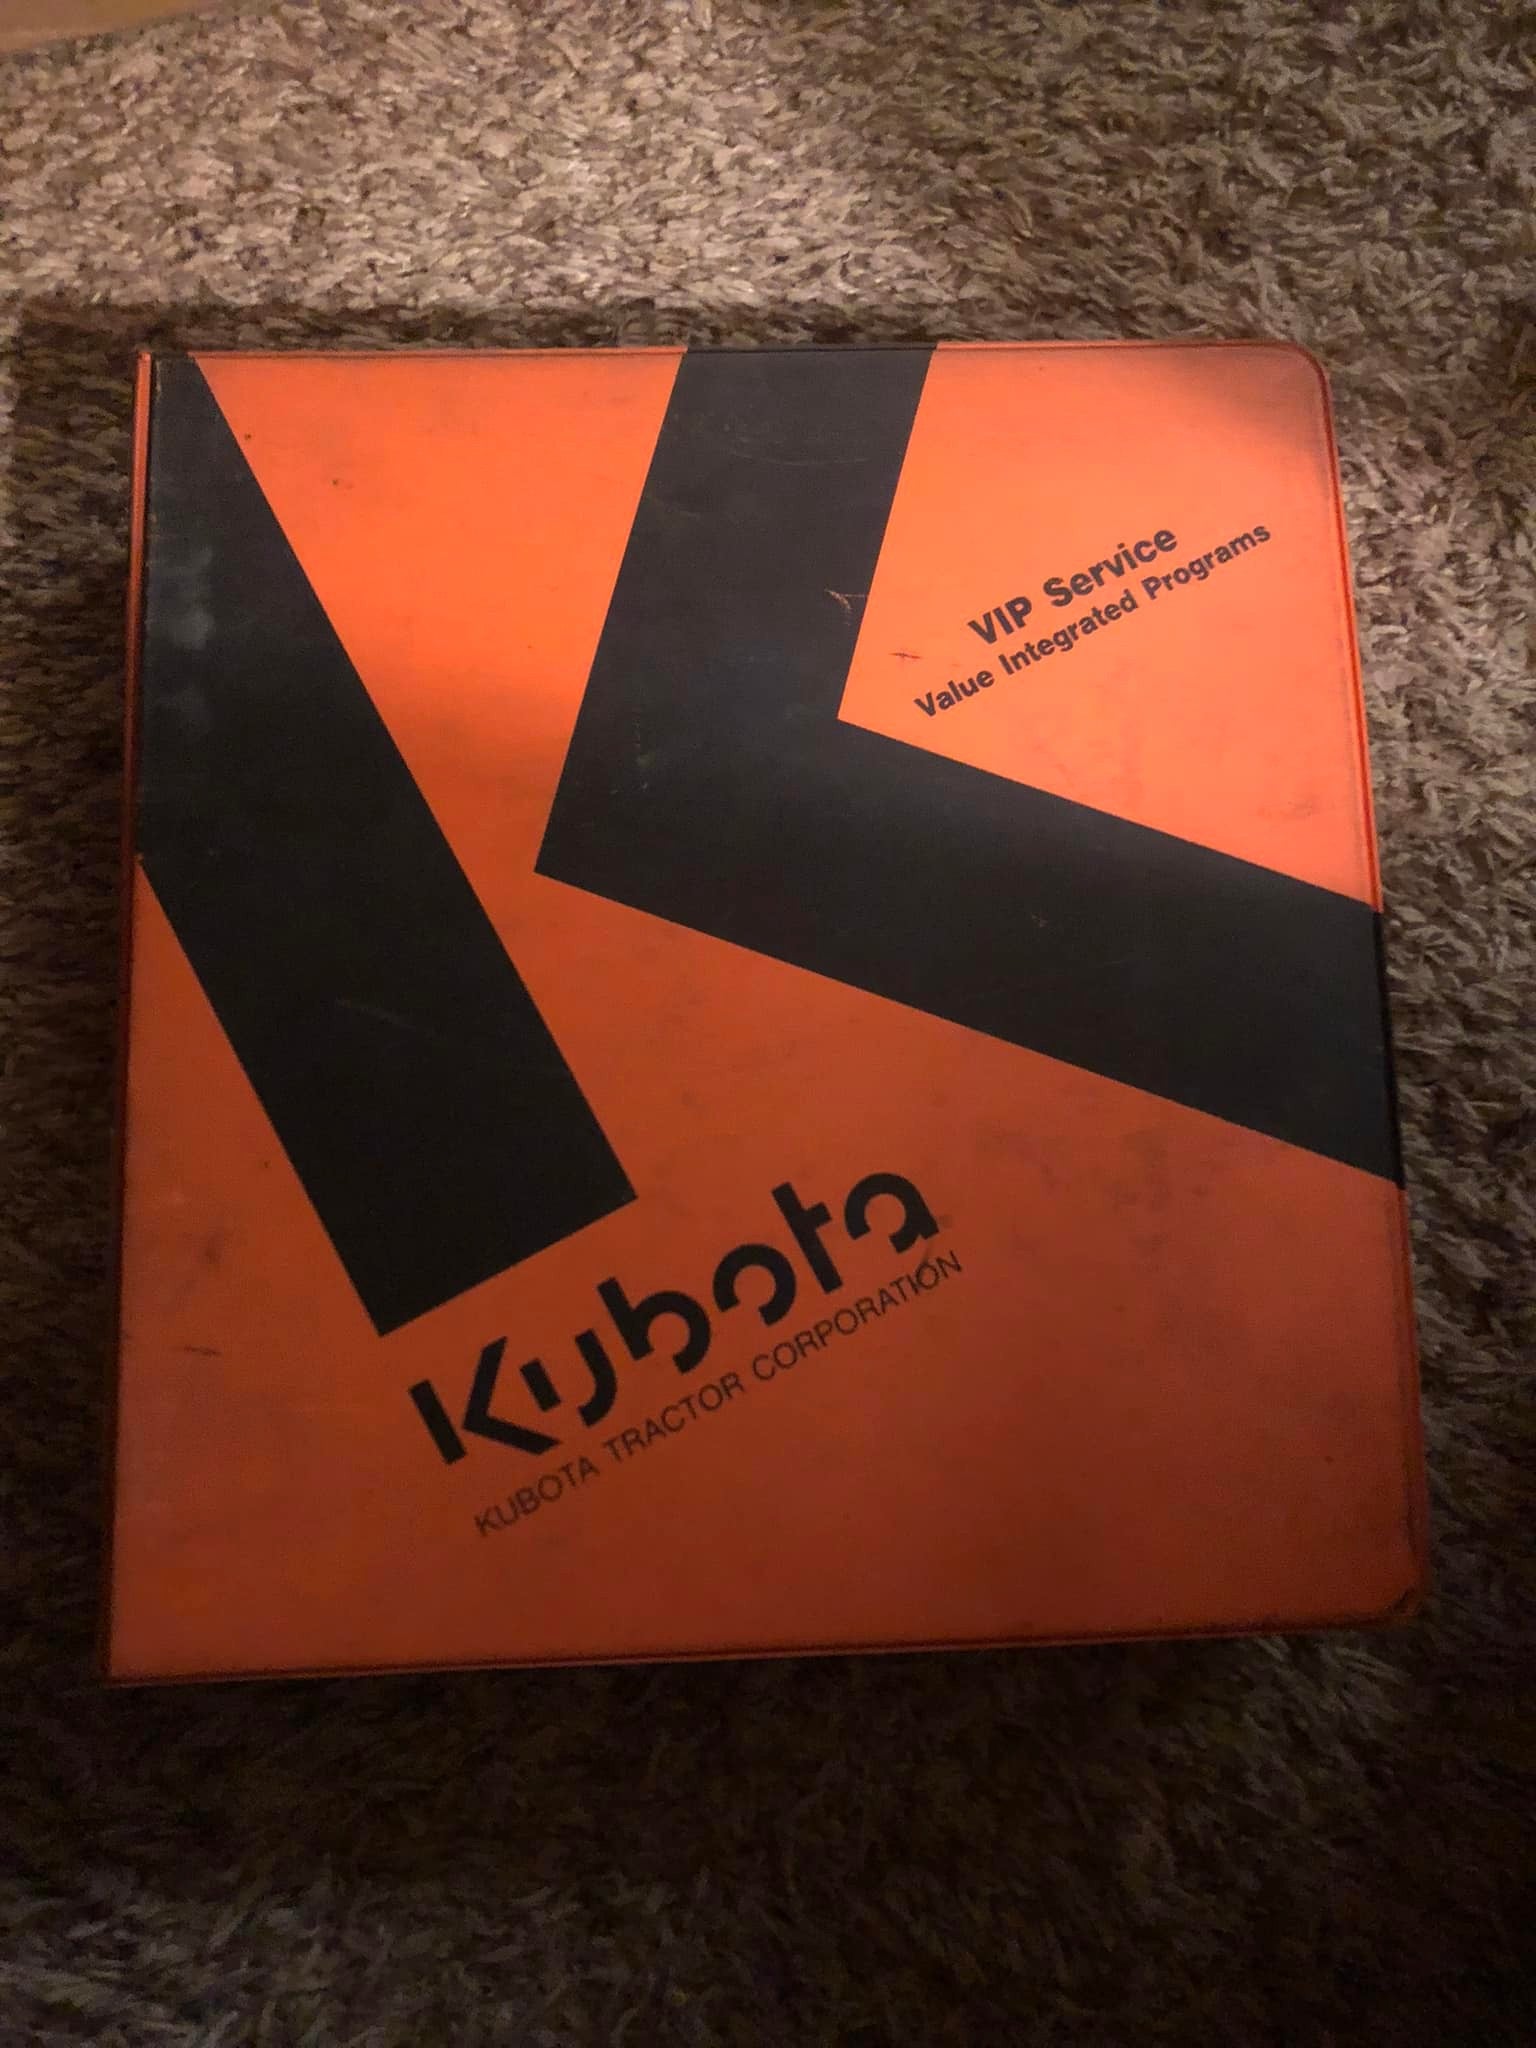 VIP Service
Value Integrated Programs
Kubota
KUBOTA TRACTOR CORPORATION